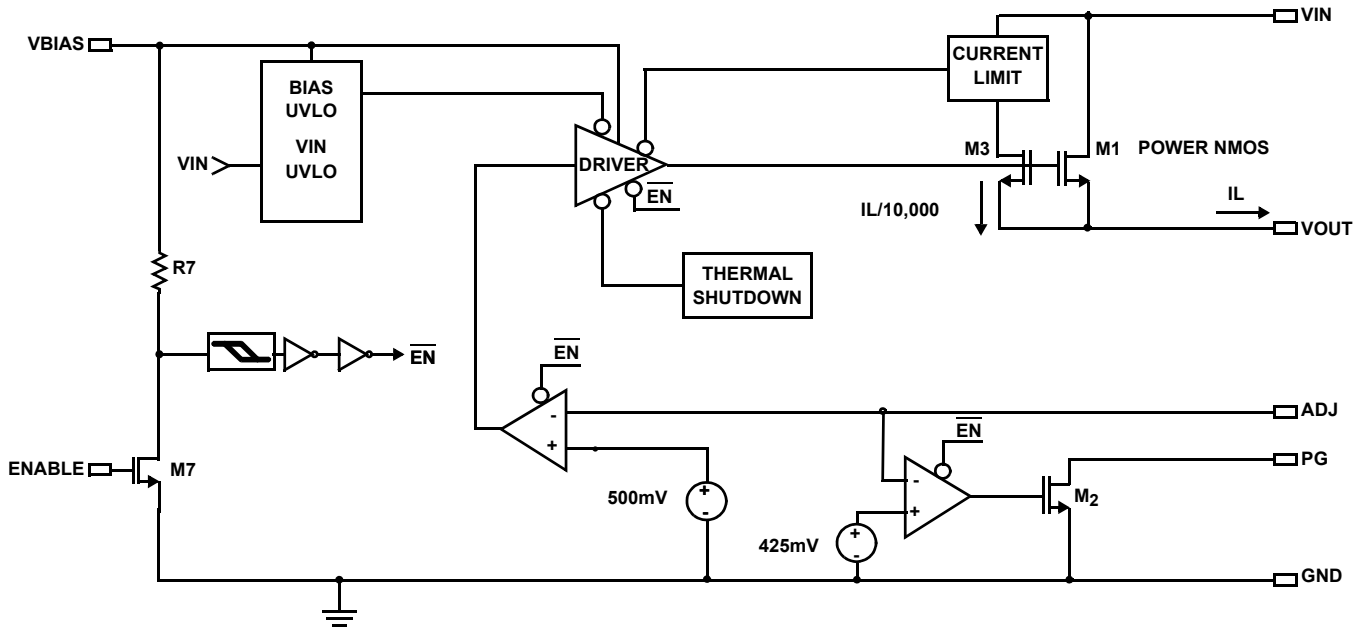 VIN
VBIAS
CURRENT
LIMIT
BIAS
UVLO
VIN
UVLO
VIN
DRIVER
EN
M3
M1
POWER NMOS
IL/10,000
IL
VOUT
R7
THERMAL
SHUTDOWN
EN
EN
-
+
ADJ
EN
ENABLE
M7
500mV
+
-
-
+
M2
PG
425mV
+
-
GND